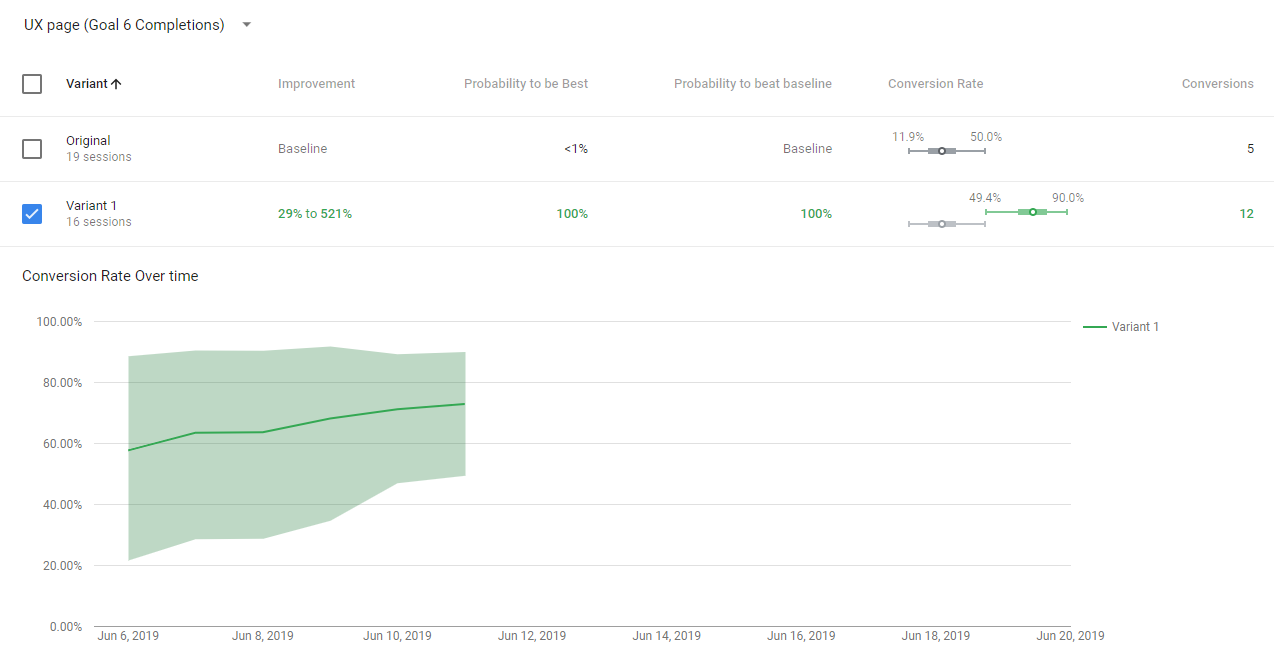 UX page (Goal 6 Completions)
Variant Improvement Probability to be Best Probability to beat baseline Conversion Rate Conversions
11.9% 50.0%
Original
Baseline <1% Baseline 5
19 sessions
49.4% 90.0%
Variant 1
29% to 521% 100% 100% 12
16 sessions
Conversion Rate Over time
100.00%
Variant 1
80.00%
60.00%
40.00%
20.00%
0.00%
Jun 6, 2019 Jun 8, 2019 Jun 10, 2019 Jun 12, 2019 Jun 14, 2019 Jun 16, 2019 Jun 18, 2019 Jun 20, 2019